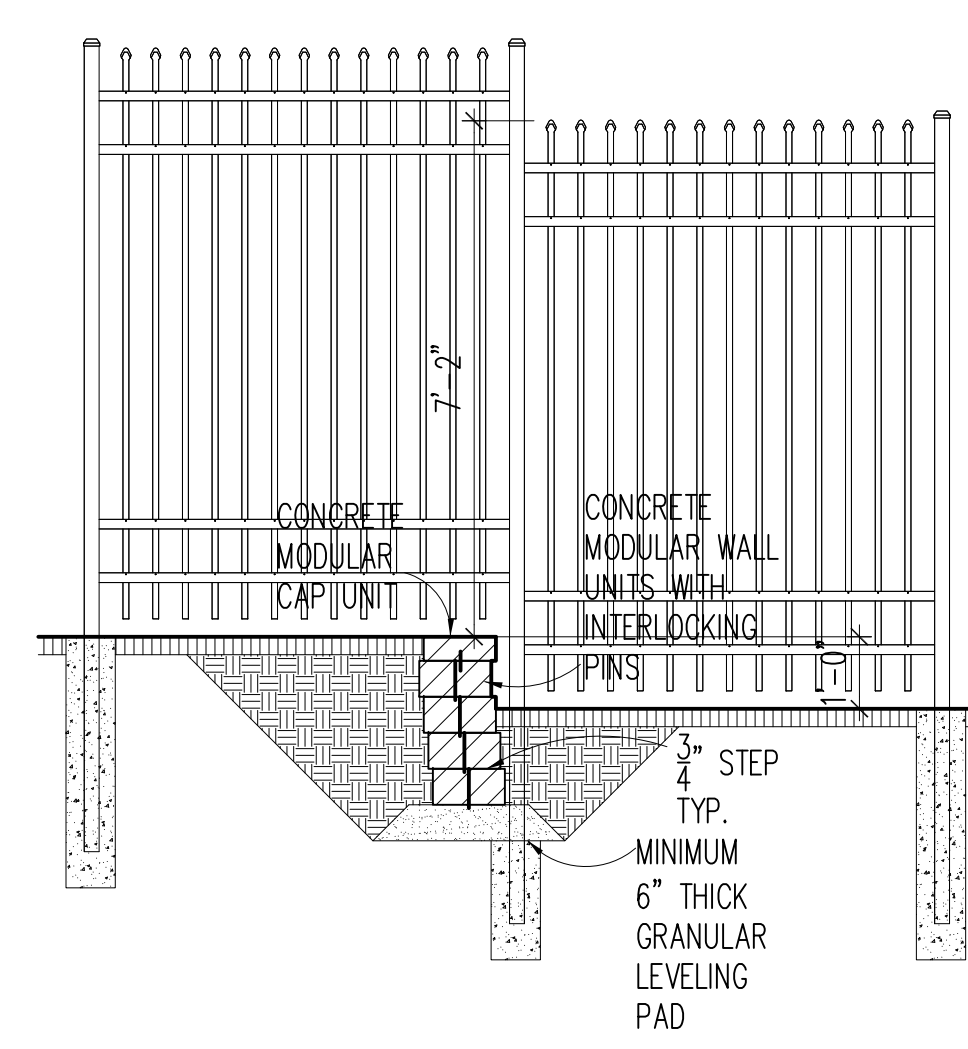 7'-2"
CONCRETE
MODULAR
CAP UNIT
CONCRETE
MODULAR WALL
UNITS WITH
INTERLOCKING
PINS
1'-0"
3/4" STEP
TYP.
MINIMUM
6" THICK
GRANULAR
LEVELING
PAD